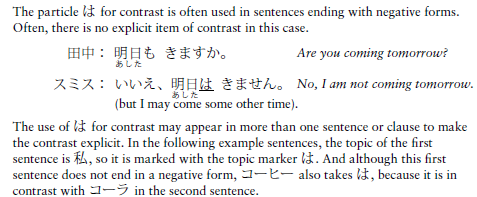 The particle は for contrast is often used in sentences ending with negative forms.
Often, there is no explicit item of contrast in this case.
田中： 明日も きますか。 Are you coming tomorrow?
あした
スミス： いいえ、明日は きません。 No, I am not coming tomorrow.
あした
(but I may come some other time).
The use of は for contrast may appear in more than one sentence or clause to make
the contrast explicit. In the following example sentences, the topic of the first
sentence is 私, so it is marked with the topic marker は. And although this first
sentence does not end in a negative form, コーヒー also takes は, because it is in
contrast with コーラ in the second sentence.